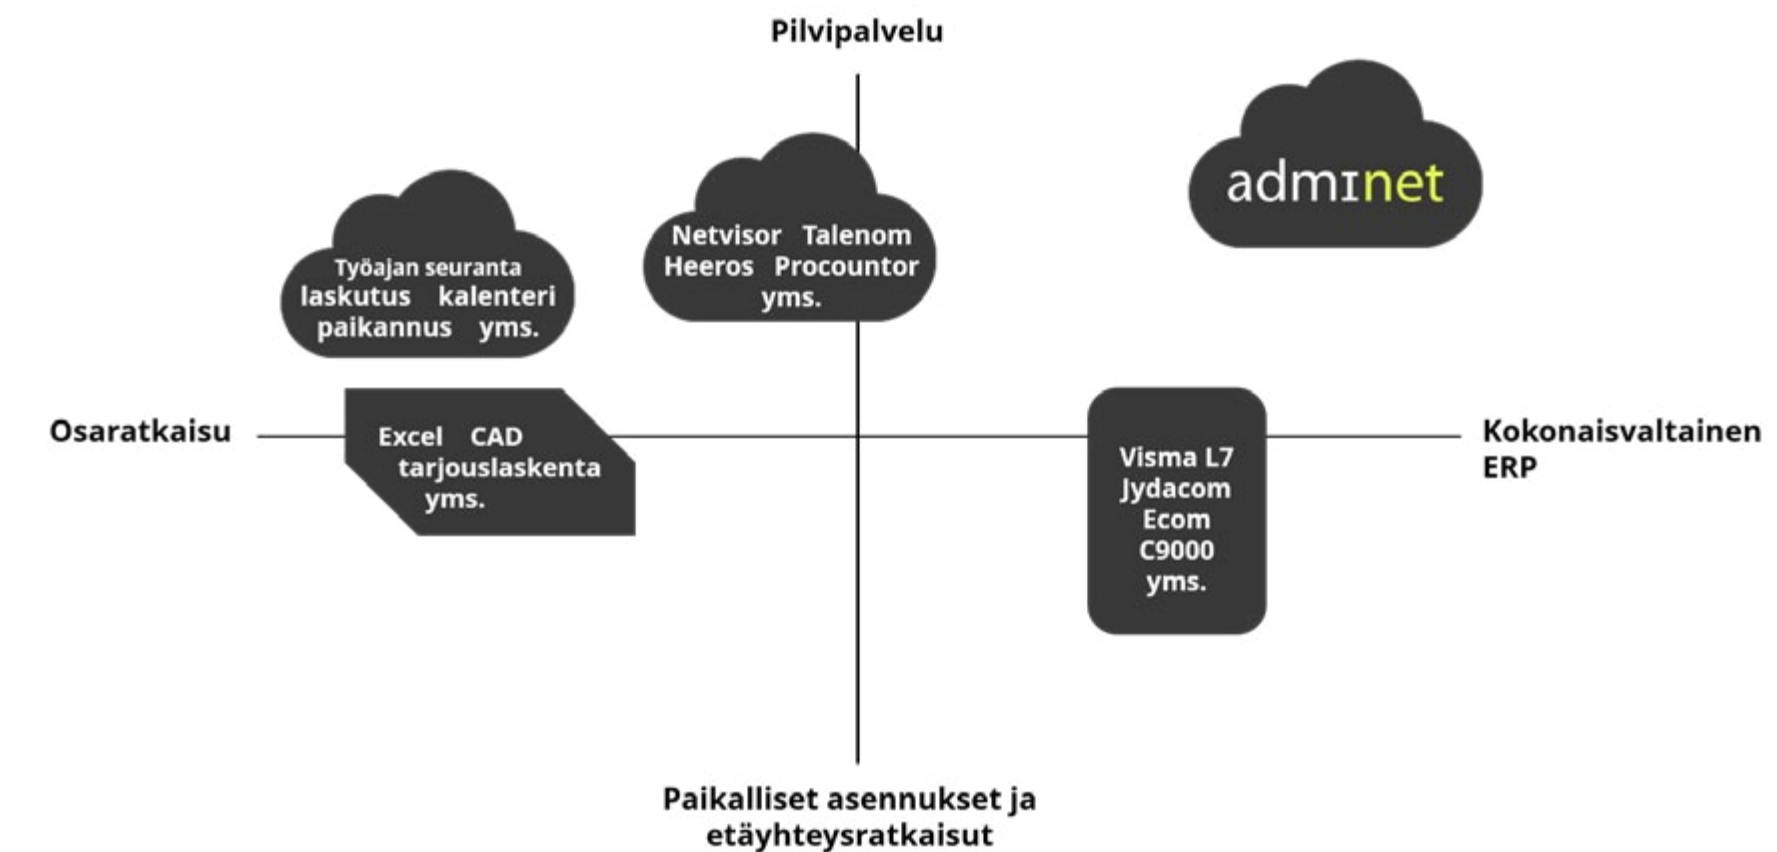 Pilvipalvelu
admınet
Netvisor Talenom
Heeros Procountor
yms.
Työajan seuranta
laskutus kalenteri
paikannus yms.
Osaratkaisu
Excel CAD
tarjouslaskenta
yms.
Visma L7
Jydacom
Ecom
C9000
yms.
Kokonaisvaltainen
ERP
Paikalliset asennukset ja
etäyhteysratkaisut